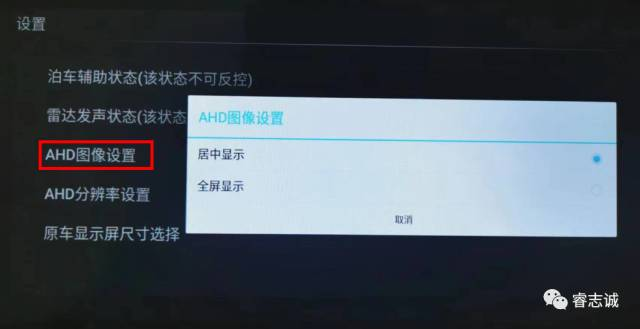 设置
泊车辅助状态(该状态不可反控)
雷达发声状态(该状态
AHD图像设置
AHD分辨率设置
原车显示屏尺寸选择
AHD图像设置
居中显示
全屏显示
取消
睿志诚